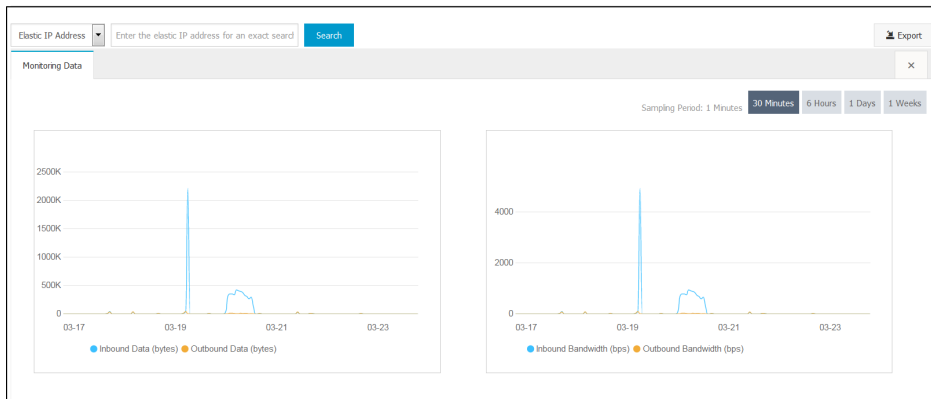 Elastic IP Address Enter the elastic IP address for an exact search Search Export
Monitoring Data ×
Sampling Period: 1 Minutes 30 Minutes 6 Hours 1 Days 1 Weeks
2500K
2000K
1500K
1000K
500K
0
03-17 03-19 03-21 03-23
Inbound Data (bytes) Outbound Data (bytes)
4000
2000
0
03-17 03-19 03-21 03-23
Inbound Bandwidth (bps) Outbound Bandwidth (bps)